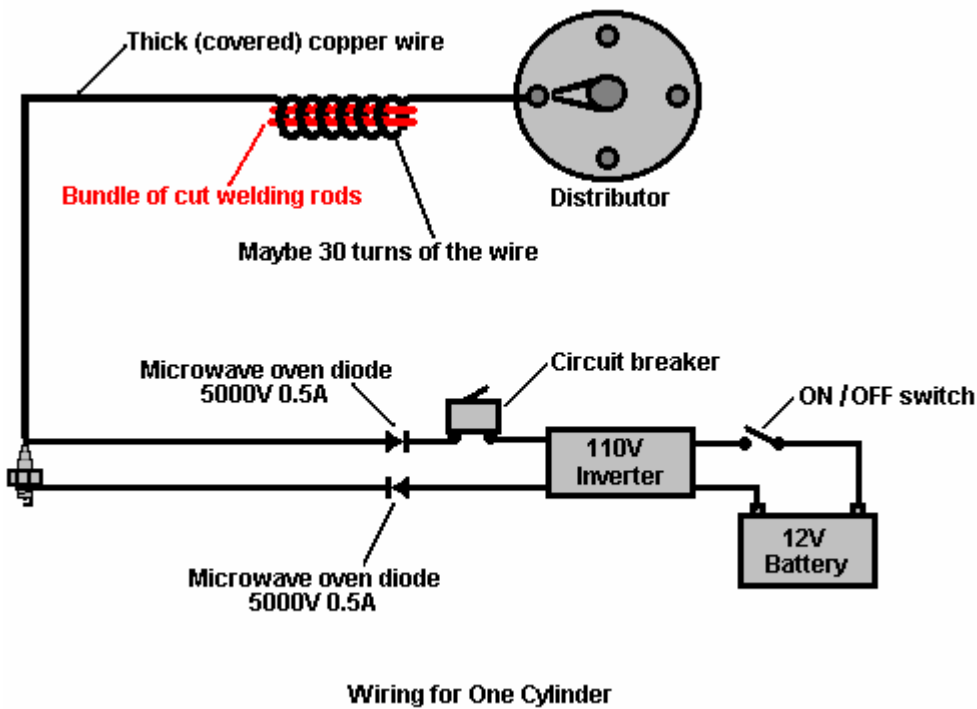 Thick (covered) copper wire
Bundle of cut welding rods
Distributor
Maybe 30 turns of the wire
Microwave oven diode
5000V 0.5A
Circuit breaker
ON / OFF switch
110V
Inverter
12V
Battery
Microwave oven diode
5000V 0.5A
Wiring for One Cylinder